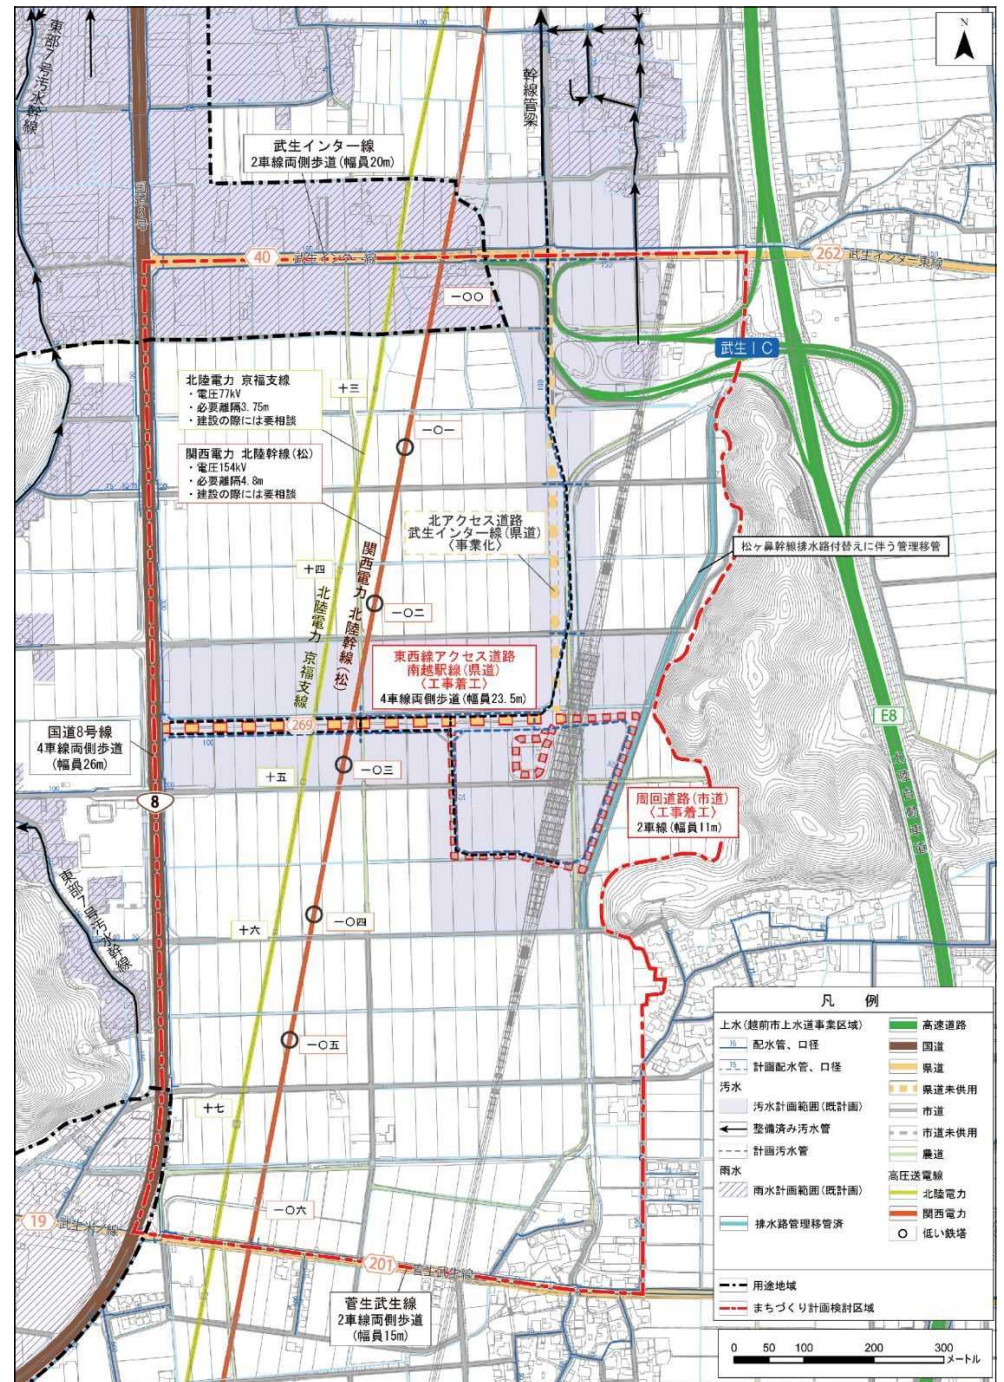 N
東部7号汚水幹線
幹線管梁
武生インター線
2車線両側歩道(幅員20m)
国道8号
40
武生インター線
262
武生インター東線
一〇〇
武生IC
北陸電力 京福支線
・電圧77kV
・必要離隔3.75m
・建設の際には要相談
十三
一〇一
関西電力 北陸幹線(松)
・電圧154kV
・必要離隔4.8m
・建設の際には要相談
北アクセス道路
武生インター線(県道)
〈事業化〉
松ヶ鼻幹線排水路付替えに伴う管理移管
十四
関西電力 北陸幹線(松)
北陸電力 京福支線
一〇二
東西線アクセス道路
南越駅線(県道)
〈工事着工〉
4車線両側歩道(幅員23.5m)
国道8号線
4車線両側歩道
(幅員26m)
269
E8
北陸自動車道
十五
一〇三
8
周回道路(市道)
〈工事着工〉
2車線(幅員11m)
東部7号汚水幹線
十六
一〇四
一〇五
十七
一〇六
19
武生米ノ線
201
菅生武生線
菅生武生線
2車線両側歩道
(幅員15m)
凡 例
上水(越前市上水道事業区域)
配水管、口径
計画配水管、口径
汚水
汚水計画範囲(既計画)
整備済み汚水管
計画汚水管
雨水
雨水計画範囲(既計画)
排水路管理移管済
高速道路
国道
県道
県道未供用
市道
市道未供用
農道
高圧送電線
北陸電力
関西電力
低い鉄塔
用途地域
まちづくり計画検討区域
0 50 100 200 300
メートル